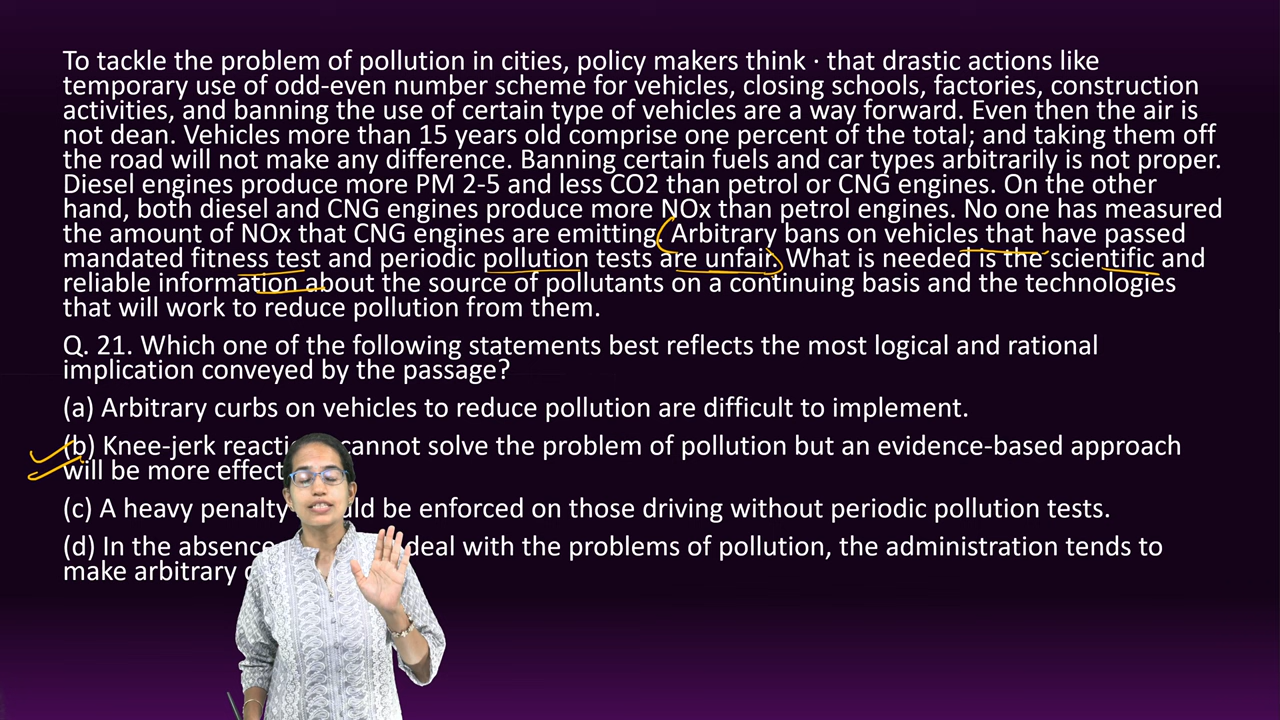 To tackle the problem of pollution in cities, policy makers think · that drastic actions like
temporary use of odd-even number scheme for vehicles, closing schools, factories, construction
activities, and banning the use of certain type of vehicles are a way forward. Even then the air is
not dean. Vehicles more than 15 years old comprise one percent of the total; and taking them off
the road will not make any difference. Banning certain fuels and car types arbitrarily is not proper.
Diesel engines produce more PM 2-5 and less CO2 than petrol or CNG engines. On the other
hand, both diesel and CNG engines produce more NOx than petrol engines. No one has measured
the amount of NOx that CNG engines are emitting. Arbitrary bans on vehicles that have passed
mandated fitness test and periodic pollution tests are unfair. What is needed is the scientific and
reliable information about the source of pollutants on a continuing basis and the technologies
that will work to reduce pollution from them.
Q. 21. Which one of the following statements best reflects the most logical and rational
implication conveyed by the passage?
(a) Arbitrary curbs on vehicles to reduce pollution are difficult to implement.
(b) Knee-jerk cannot solve the problem of pollution but an evidence-based approach
will be more
(c) A heavy penalty be enforced on those driving without periodic pollution tests.
(d) In the absence deal with the problems of pollution, the administration tends to
make arbitrary